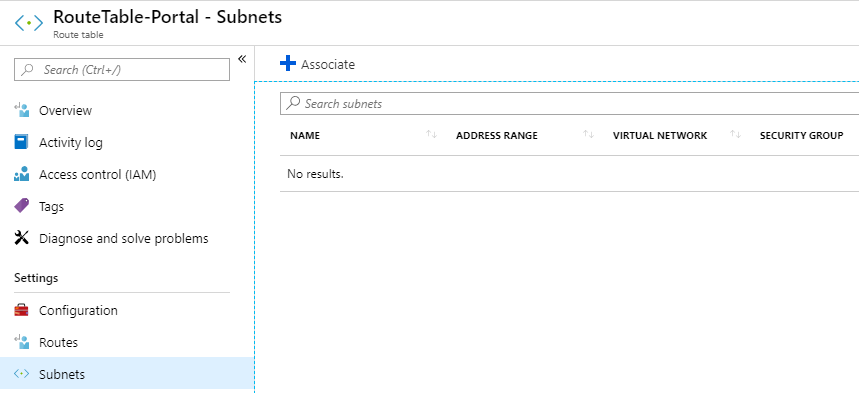 RouteTable-Portal - Subnets
Route table
Search (Ctrl+/)
Overview
Activity log
Access control (IAM)
Tags
Diagnose and solve problems
Settings
Configuration
Routes
Subnets
Associate
Search subnets
NAME ADDRESS RANGE VIRTUAL NETWORK SECURITY GROUP
No results.